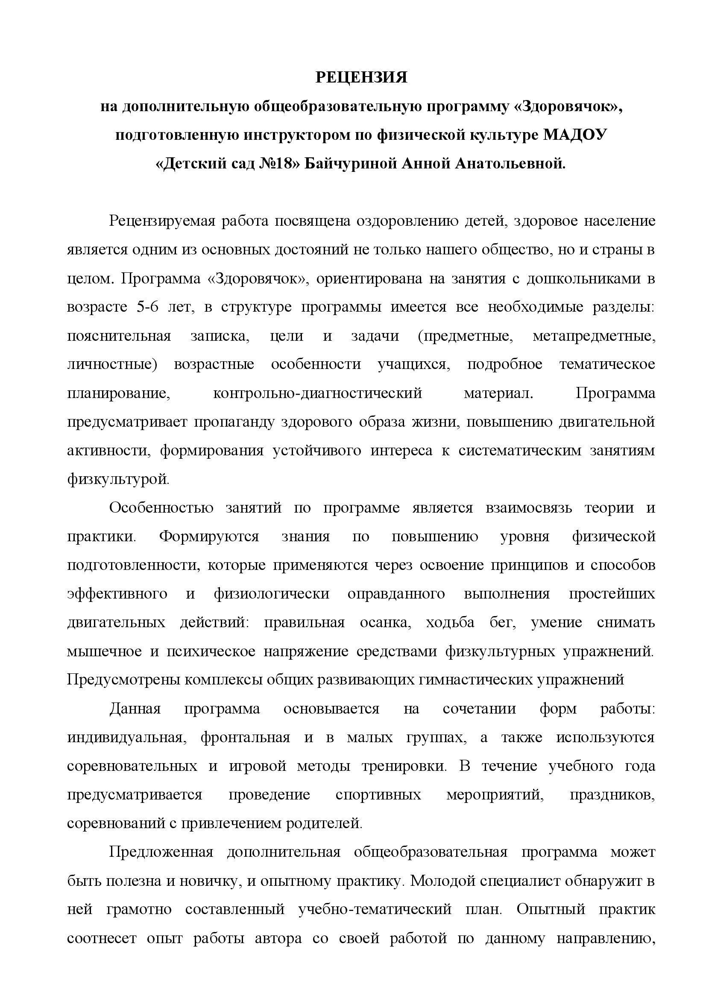 РЕЦЕНЗИЯ
на дополнительную общеобразовательную программу «Здоровячок»,
подготовленную инструктором по физической культуре МАДОУ
«Детский сад №18» Байчуриной Анной Анатольевной.
Рецензируемая работа посвящена оздоровлению детей, здоровое население
является одним из основных достояний не только нашего общество, но и страны в
целом. Программа «Здоровячок», ориентирована на занятия с дошкольниками в
возрасте 5-6 лет, в структуре программы имеется все необходимые разделы:
пояснительная записка, цели и задачи (предметные, метапредметные,
личностные) возрастные особенности учащихся, подробное тематическое
планирование, контрольно-диагностический материал. Программа
предусматривает пропаганду здорового образа жизни, повышению двигательной
активности, формирования устойчивого интереса к систематическим занятиям
физкультурой.
Особенностью занятий по программе является взаимосвязь теории и
практики. Формируются знания по повышению уровня физической
подготовленности, которые применяются через освоение принципов и способов
эффективного и физиологически оправданного выполнения простейших
двигательных действий: правильная осанка, ходьба бег, умение снимать
мышечное и психическое напряжение средствами физкультурных упражнений.
Предусмотрены комплексы общих развивающих гимнастических упражнений
Данная программа основывается на сочетании форм работы:
индивидуальная, фронтальная и в малых группах, а также используются
соревновательных и игровой методы тренировки. В течение учебного года
предусматривается проведение спортивных мероприятий, праздников,
соревнований с привлечением родителей.
Предложенная дополнительная общеобразовательная программа может
быть полезна и новичку, и опытному практику. Молодой специалист обнаружит в
ней грамотно составленный учебно-тематический план. Опытный практик
соотнесет опыт работы автора со своей работой по данному направлению,